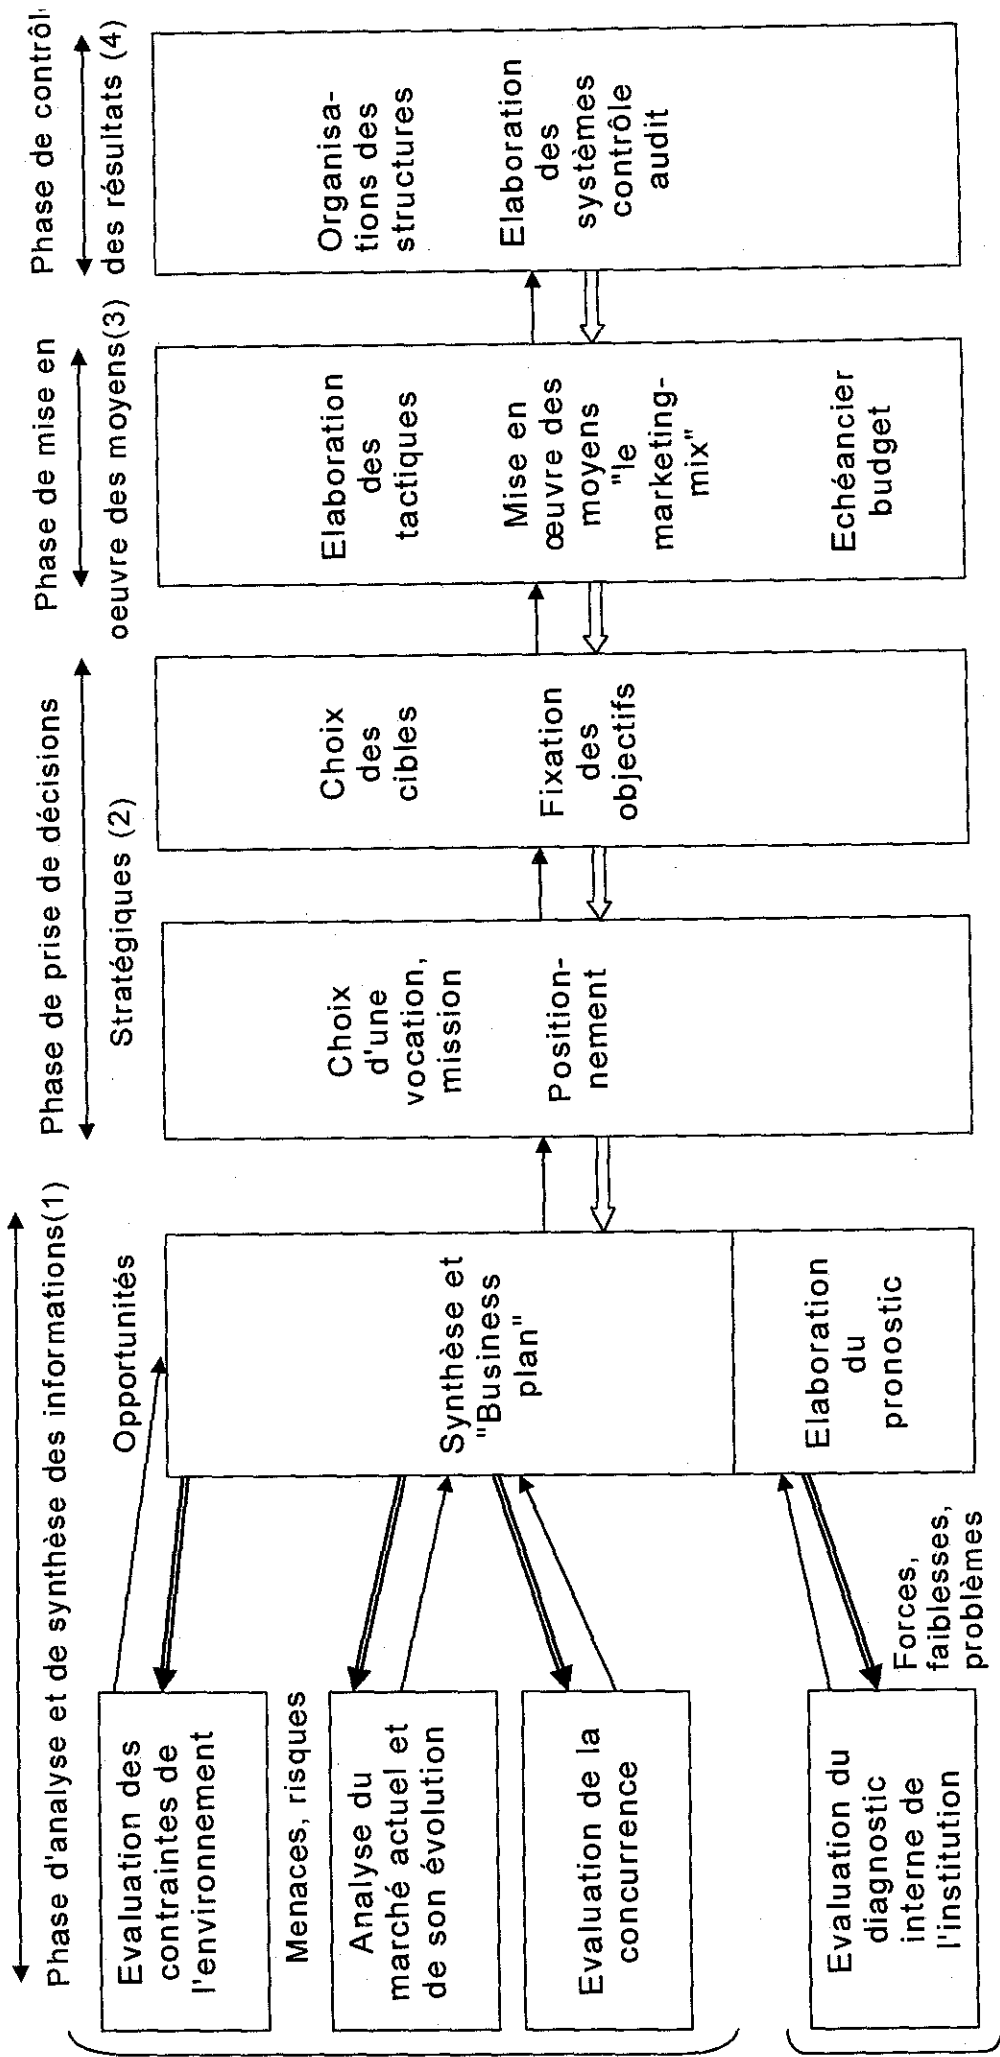 Phase d'analyse et de synthèse des informations(1)
Phase de prise de décisions
Stratégiques (2)
Phase de mise en
oeuvre des moyens(3)
Phase de contrôl
des résultats (4)
Evaluation des
contraintes de
l'environnement
Menaces, risques
Analyse du
marché actuel et
de son évolution
Evaluation de la
concurrence
Evaluation du
diagnostic
interne de
l'institution
Opportunités
Forces,
faiblesses,
problèmes
Synthèse et
"Business
plan"
Elaboration
du
pronostic
Choix
d'une
vocation,
mission
Position-
nement
Choix
des
cibles
Fixation
des
objectifs
Elaboration
des
tactiques
Mise en
œuvre des
moyens
"le
marketing-
mix"
Echéancier
budget
Organisa-
tions des
structures
Elaboration
des
systèmes
contrôle
audit